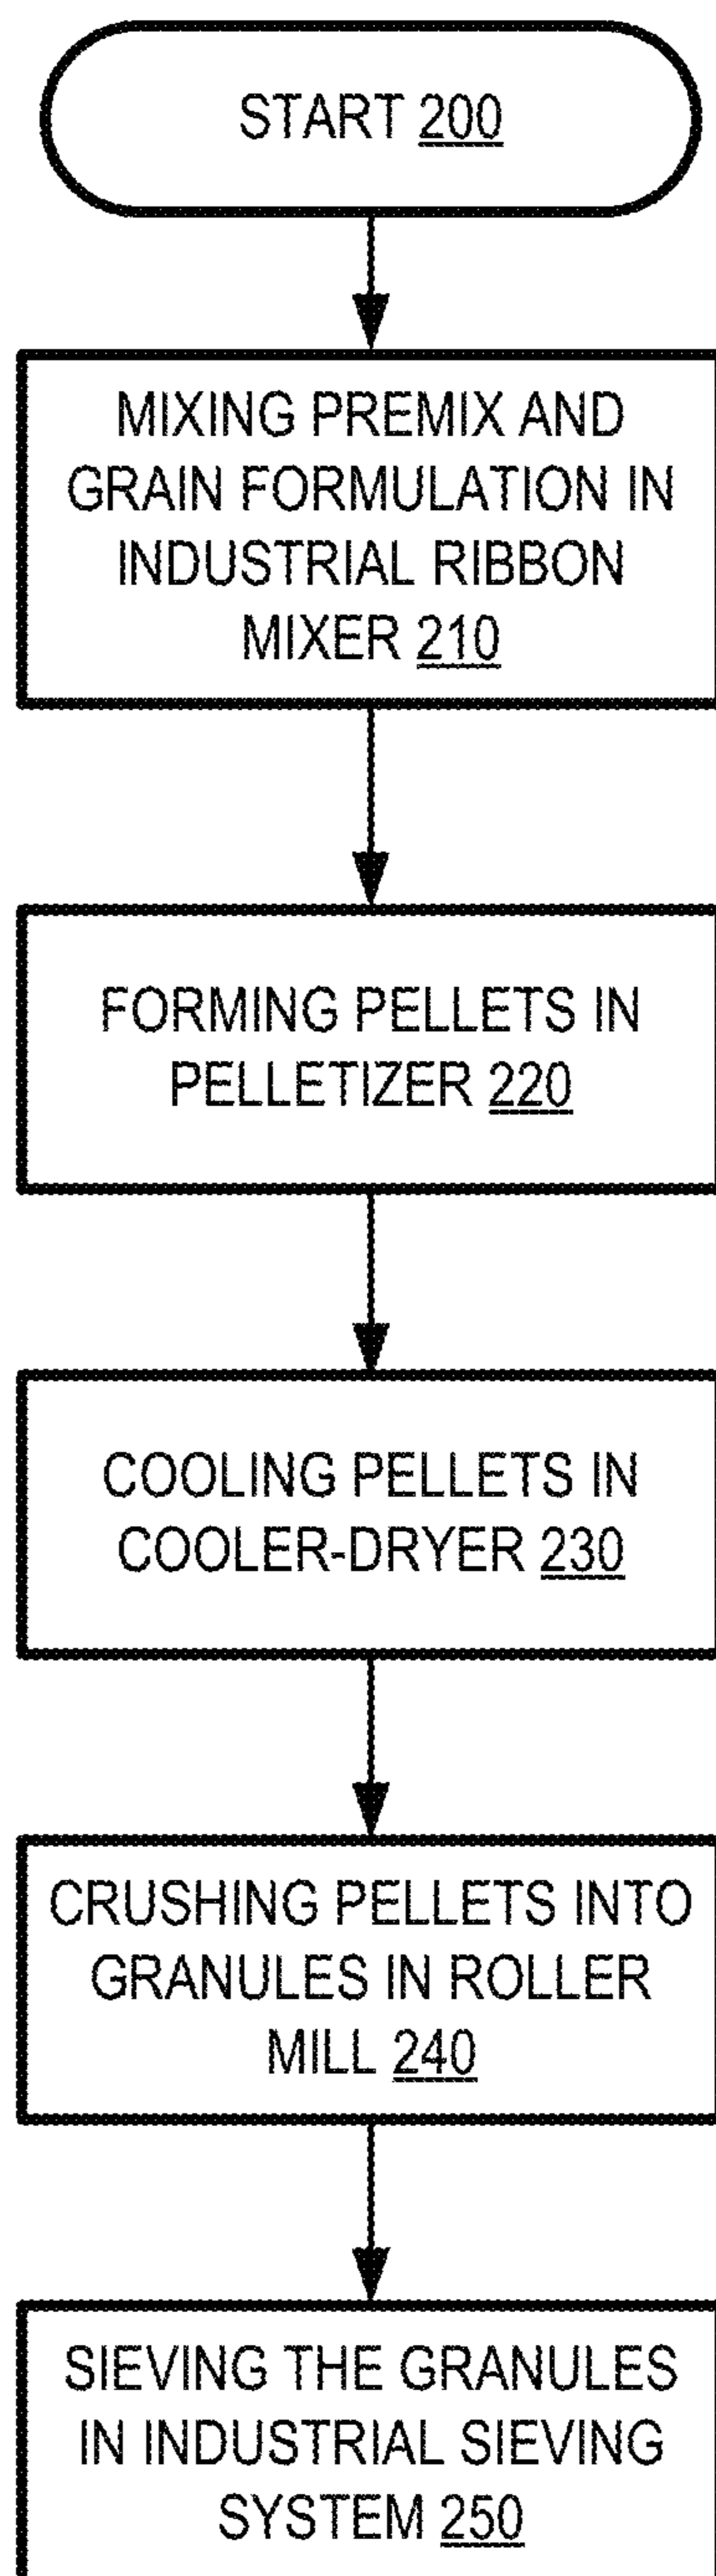 START 200
MIXING PREMIX AND
GRAIN FORMULATION IN
INDUSTRIAL RIBBON
MIXER 210
FORMING PELLETS IN
PELLETIZER 220
COOLING PELLETS IN
COOLER-DRYER 230
CRUSHING PELLETS INTO
GRANULES IN ROLLER
MILL 240
SIEVING THE GRANULES
IN INDUSTRIAL SIEVING
SYSTEM 250